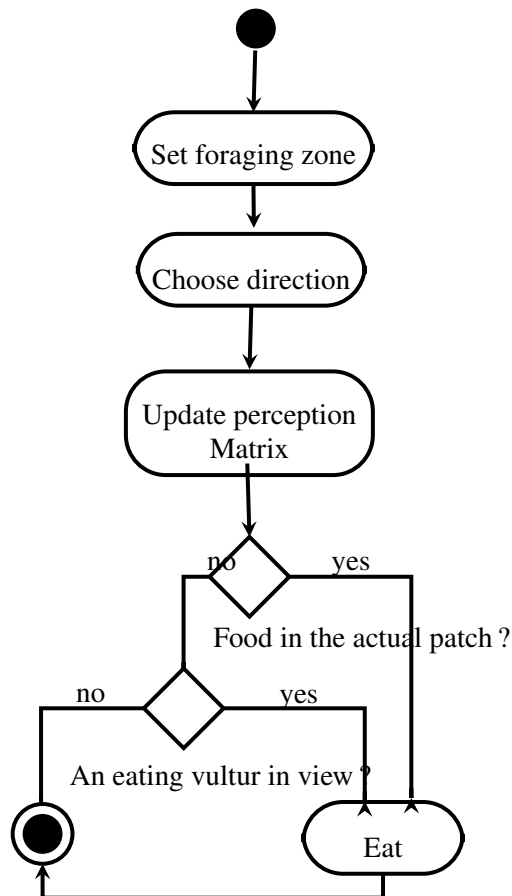 Set foraging zone
Choose direction
Update perception
Matrix
no
yes
Food in the actual patch ?
no
yes
An eating vultur in view ?
Eat